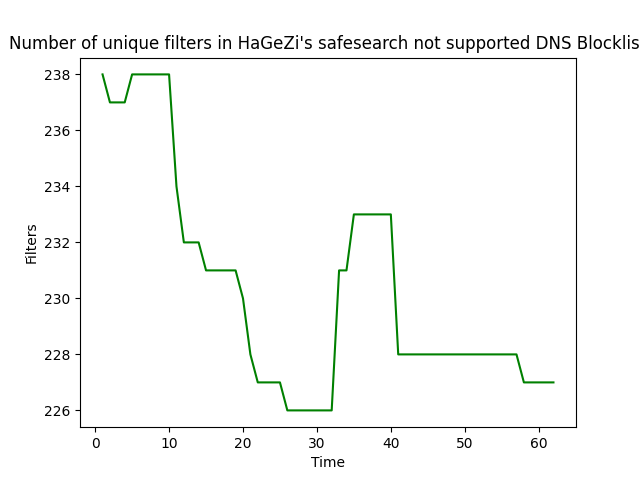 Number of unique filters in HaGeZi's safesearch not supported DNS Blocklis
238
236
234
232
230
228
226
Filters
0 10 20 30 40 50 60
Time